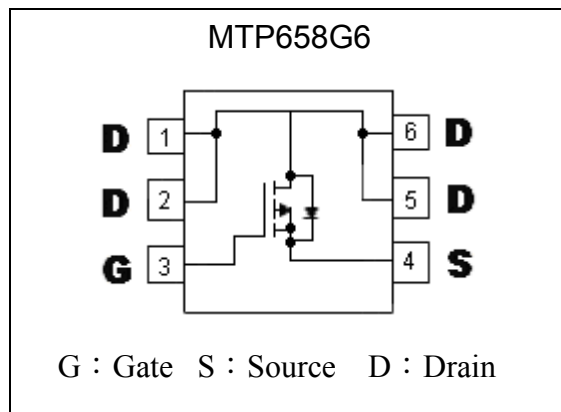 MTP658G6
D 1 6 D
D 2 5 D
G 3 4 S
G：Gate S：Source D：Drain